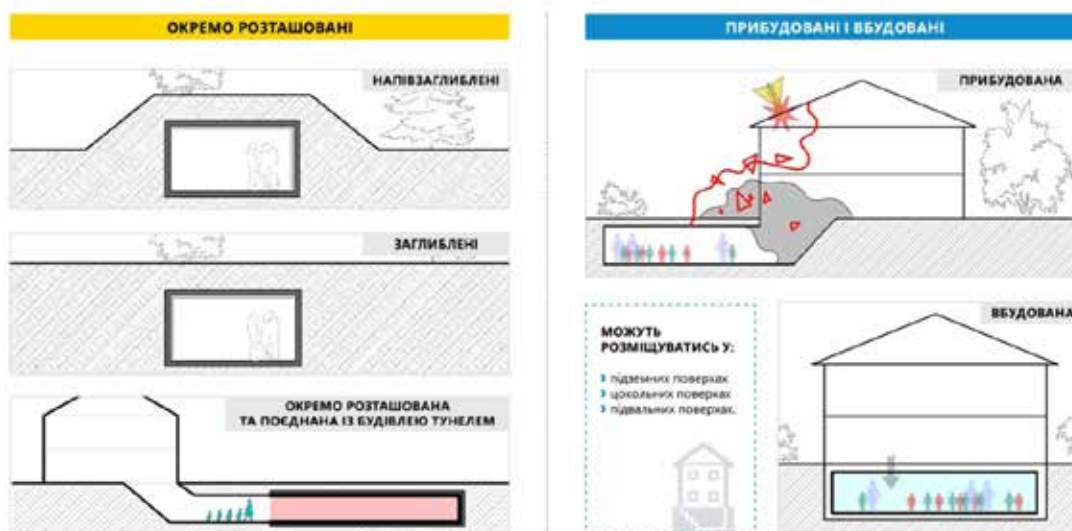 ОКРЕМО РОЗТАШОВАНІ
НАПІВЗАГЛИБЛЕНІ
ЗАГЛИБЛЕНІ
ОКРЕМО РОЗТАШОВАНА
ТА ПОЄДНАНА ІЗ БУДІВЛЕЮ ТУНЕЛЕМ
ПРИБУДОВАНІ І ВБУДОВАНІ
ПРИБУДОВАНА
МОЖУТЬ
РОЗМІЩУВАТИСЬ У:
підземних поверхах
цокольних поверхах
підвальних поверхах.
ВБУДОВАНА